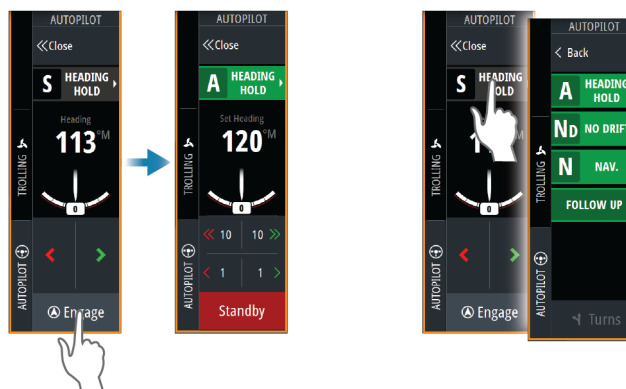 AUTOPILOT
Close
S HEADING HOLD
Heading
113°M
0
TROLLING
AUTOPILOT
Engage
AUTOPILOT
Close
A HEADING HOLD
Set Heading
120°M
0
10 10
1 1
TROLLING
AUTOPILOT
Standby
AUTOPILOT
Close
S HEADING HOLD
0
TROLLING
AUTOPILOT
Engage
AUTOPILOT
Back
A HEADING HOLD
ND NO DRIFT
N NAV.
FOLLOW UP
TROLLING
AUTOPILOT
Turns